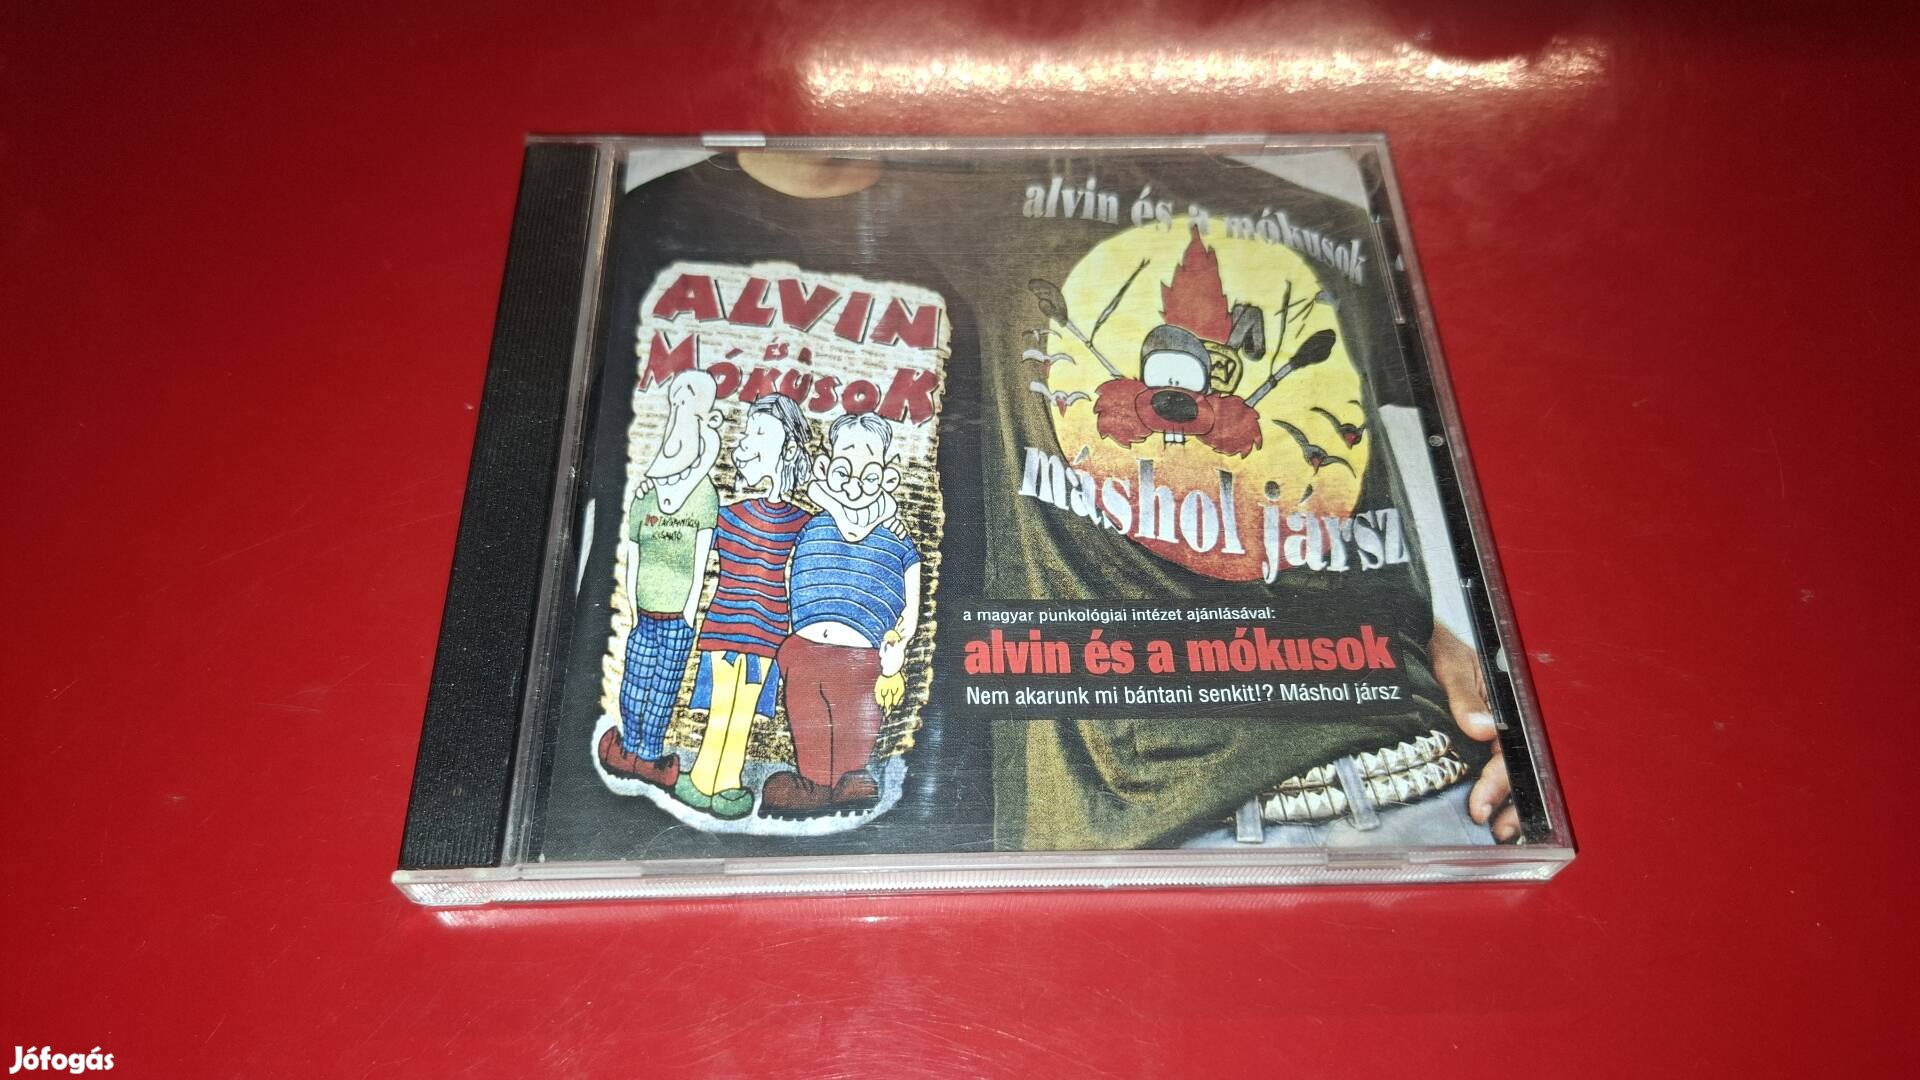 ALVIN
ÉS A
MÓKUSOK
alvin és a mókusok
máshol jársz
a magyar punkológiai intézet ajánlásával:
alvin és a mókusok
Nem akarunk mi bántani senkit!? Máshol jársz
KISAUTÓ
Jófogás